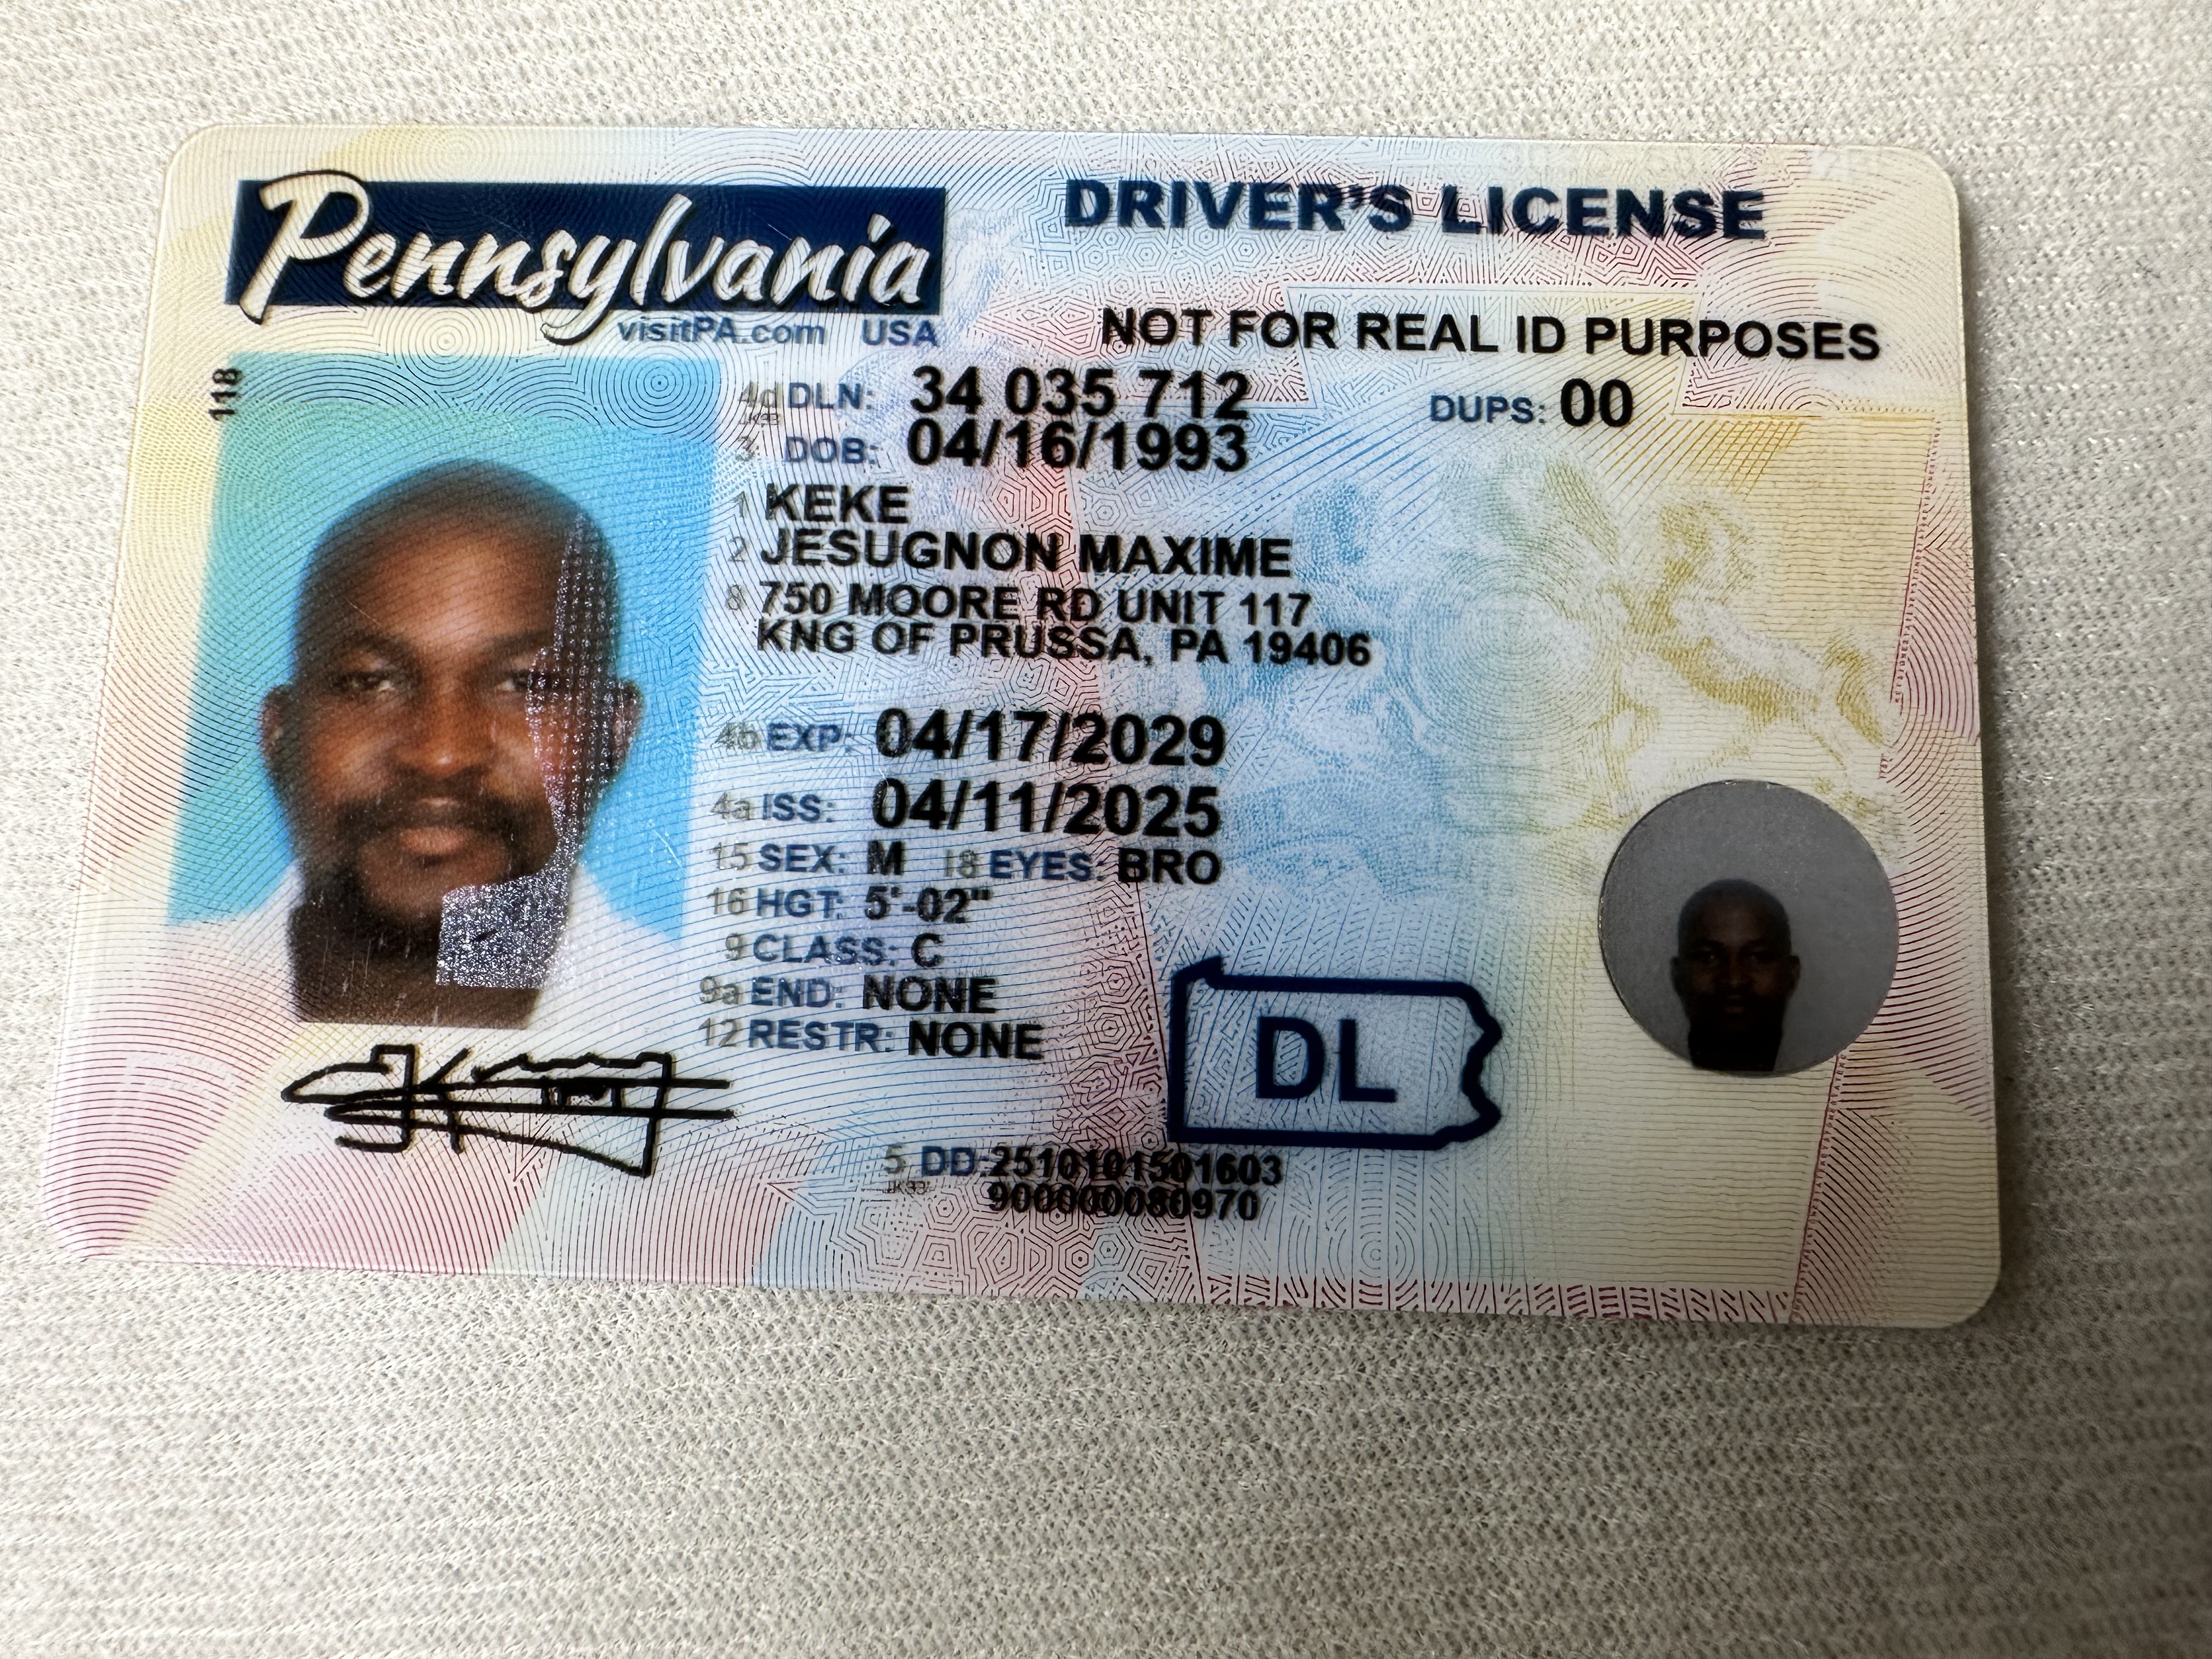 Pennsylvania
visitPA.com USA
DRIVER'S LICENSE
NOT FOR REAL ID PURPOSES
118
4d DLN: 34 035 712 DUPS: 00
3 DOB: 04/16/1993
1 KEKE
2 JESUGNON MAXIME
8 750 MOORE RD UNIT 117
KNG OF PRUSSA, PA 19406
4b EXP: 04/17/2029
4a ISS: 04/11/2025
15 SEX: M 18 EYES: BRO
16 HGT: 5'-02"
9 CLASS: C
9a END: NONE
12 RESTR: NONE
DL
5 DD:2510101501603
900000080970